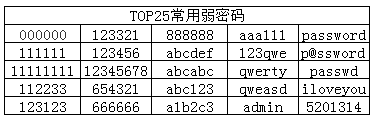 TOP25常用弱密码
000000 123321 888888 aaa111 password
111111 123456 abcdef 123qwe p@ssword
11111111 12345678 abcabc qwerty passwd
112233 654321 abc123 qweasd iloveyou
123123 666666 a1b2c3 admin 5201314